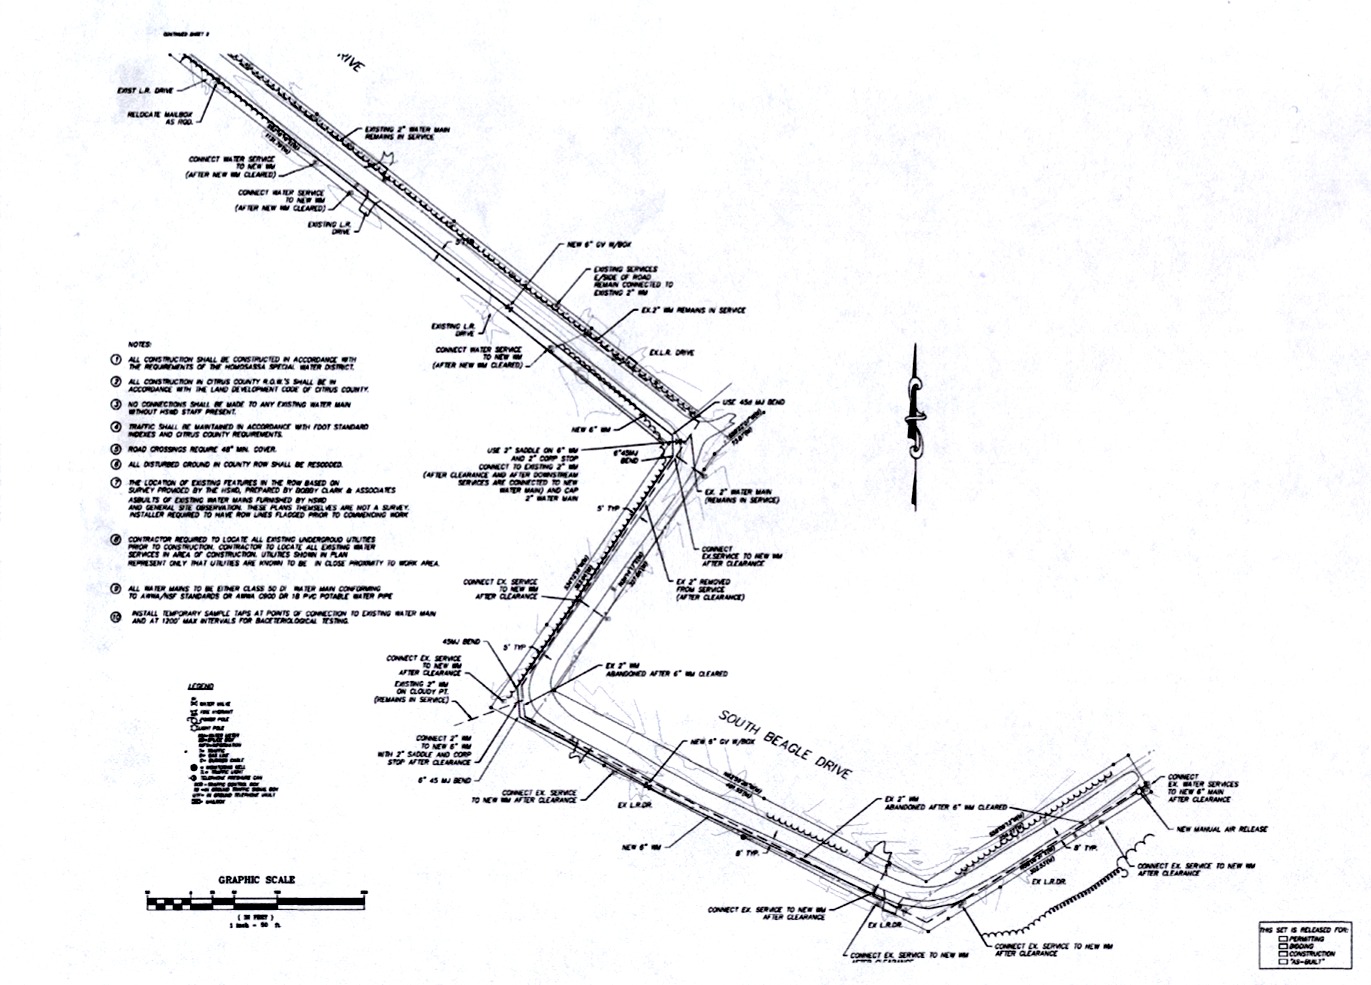 CONTINUED SHEET 2
RIVE
EXIST L.R. DRIVE
RELOCATE MAILBOX
AS RQD.
EXISTING 2" WATER MAIN
REMAINS IN SERVICE
CONNECT WATER SERVICE
TO NEW WM
(AFTER NEW WM CLEARED)
CONNECT WATER SERVICE
TO NEW WM
(AFTER NEW WM CLEARED)
EXISTING L.R.
DRIVE
5' TYP.
NEW 6" GV W/BOX
EXISTING SERVICES
E/SIDE OF ROAD
REMAIN CONNECTED TO
EXISTING 2" WM
EX.2" WM REMAINS IN SERVICE
EXISTING L.R.
DRIVE
CONNECT WATER SERVICE
TO NEW WM
(AFTER NEW WM CLEARED)
EX.L.R. DRIVE
NOTES:
1 ALL CONSTRUCTION SHALL BE CONSTRUCTED IN ACCORDANCE WITH
THE REQUIREMENTS OF THE HOMOSASSA SPECIAL WATER DISTRICT.
2 ALL CONSTRUCTION IN CITRUS COUNTY R.O.W.'S SHALL BE IN
ACCORDANCE WITH THE LAND DEVELOPMENT CODE OF CITRUS COUNTY.
3 NO CONNECTIONS SHALL BE MADE TO ANY EXISTING WATER MAIN
WITHOUT HSWD STAFF PRESENT.
4 TRAFFIC SHALL BE MAINTAINED IN ACCORDANCE WITH FDOT STANDARD
INDEXES AND CITRUS COUNTY REQUIREMENTS.
5 ROAD CROSSINGS REQUIRE 48" MIN. COVER.
6 ALL DISTURBED GROUND IN COUNTY ROW SHALL BE RESODDED.
7 THE LOCATION OF EXISTING FEATURES IN THE ROW BASED ON
SURVEY PROVIDED BY THE HSWD, PREPARED BY BOBBY CLARK & ASSOCIATES
ASBUILTS OF EXISTING WATER MAINS FURNISHED BY HSWD
AND GENERAL SITE OBSERVATION. THESE PLANS THEMSELVES ARE NOT A SURVEY.
INSTALLER REQUIRED TO HAVE ROW LINES FLAGGED PRIOR TO COMMENCING WORK
8 CONTRACTOR REQUIRED TO LOCATE ALL EXISTING UNDERGROUD UTILITIES
PRIOR TO CONSTRUCTION. CONTRACTOR TO LOCATE ALL EXISTING WATER
SERVICES IN AREA OF CONSTRUCTION. UTILITIES SHOWN IN PLAN
REPRESENT ONLY THAT UTILITIES ARE KNOWN TO BE IN CLOSE PROXIMITY TO WORK AREA.
9 ALL WATER MAINS TO BE EITHER CLASS 50 DI WATER MAIN CONFORMING
TO AWWA/NSF STANDARDS OR AWWA C900 DR 18 PVC POTABLE WATER PIPE
10 INSTALL TEMPORARY SAMPLE TAPS AT POINTS OF CONNECTION TO EXISTING WATER MAIN
AND AT 1200' MAX INTERVALS FOR BACETERIOLOGICAL TESTING.
USE 45d MJ BEND
NEW 6" WM
USE 2" SADDLE ON 6" WM
AND 2" CORP STOP
CONNECT TO EXISTING 2" WM
(AFTER CLEARANCE AND AFTER DOWNSTREAM
SERVICES ARE CONNECTED TO NEW
WATER MAIN) AND CAP
2" WATER MAIN
6"45MJ
BEND
EX. 2" WATER MAIN
(REMAINS IN SERVICE)
5' TYP
CONNECT
EX.SERVICE TO NEW WM
AFTER CLEARANCE
CONNECT EX. SERVICE
TO NEW WM
AFTER CLEARANCE
EX 2" REMOVED
FROM SERVICE
(AFTER CLEARANCE)
45MJ BEND
5' TYP
CONNECT EX. SERVICE
TO NEW WM
AFTER CLEARANCE
EXISTING 2" WM
ON CLOUDY PT.
(REMAINS IN SERVICE)
EX 2" WM
ABANDONED AFTER 6" WM CLEARED
CONNECT 2" WM
TO NEW 6" WM
WITH 2" SADDLE AND CORP
STOP AFTER CLEARANCE
6" 45 MJ BEND
SOUTH BEAGLE DRIVE
NEW 6" GV W/BOX
CONNECT EX. SERVICE
TO NEW WM AFTER CLEARANCE
EX L.R.DR.
NEW 6" WM
8' TYP.
EX 2" WM
ABANDONED AFTER 6" WM CLEARED
CONNECT
EX. WATER SERVICES
TO NEW 6" MAIN
AFTER CLEARANCE
NEW MANUAL AIR RELEASE
8' TYP.
CONNECT EX. SERVICE TO NEW WM
AFTER CLEARANCE
EX L.R.DR.
CONNECT EX. SERVICE TO NEW WM
AFTER CLEARANCE
EX L.R.DR.
CONNECT EX. SERVICE TO NEW WM
AFTER CLEARANCE
CONNECT EX. SERVICE TO NEW WM
AFTER CLEARANCE
LEGEND
WATER VALVE
FIRE HYDRANT
POWER POLE
LIGHT POLE
GRAPHIC SCALE
( IN FEET )
1 inch = 50 ft.
THIS SET IS RELEASED FOR:
PERMITTING
BIDDING
CONSTRUCTION
"AS-BUILT"